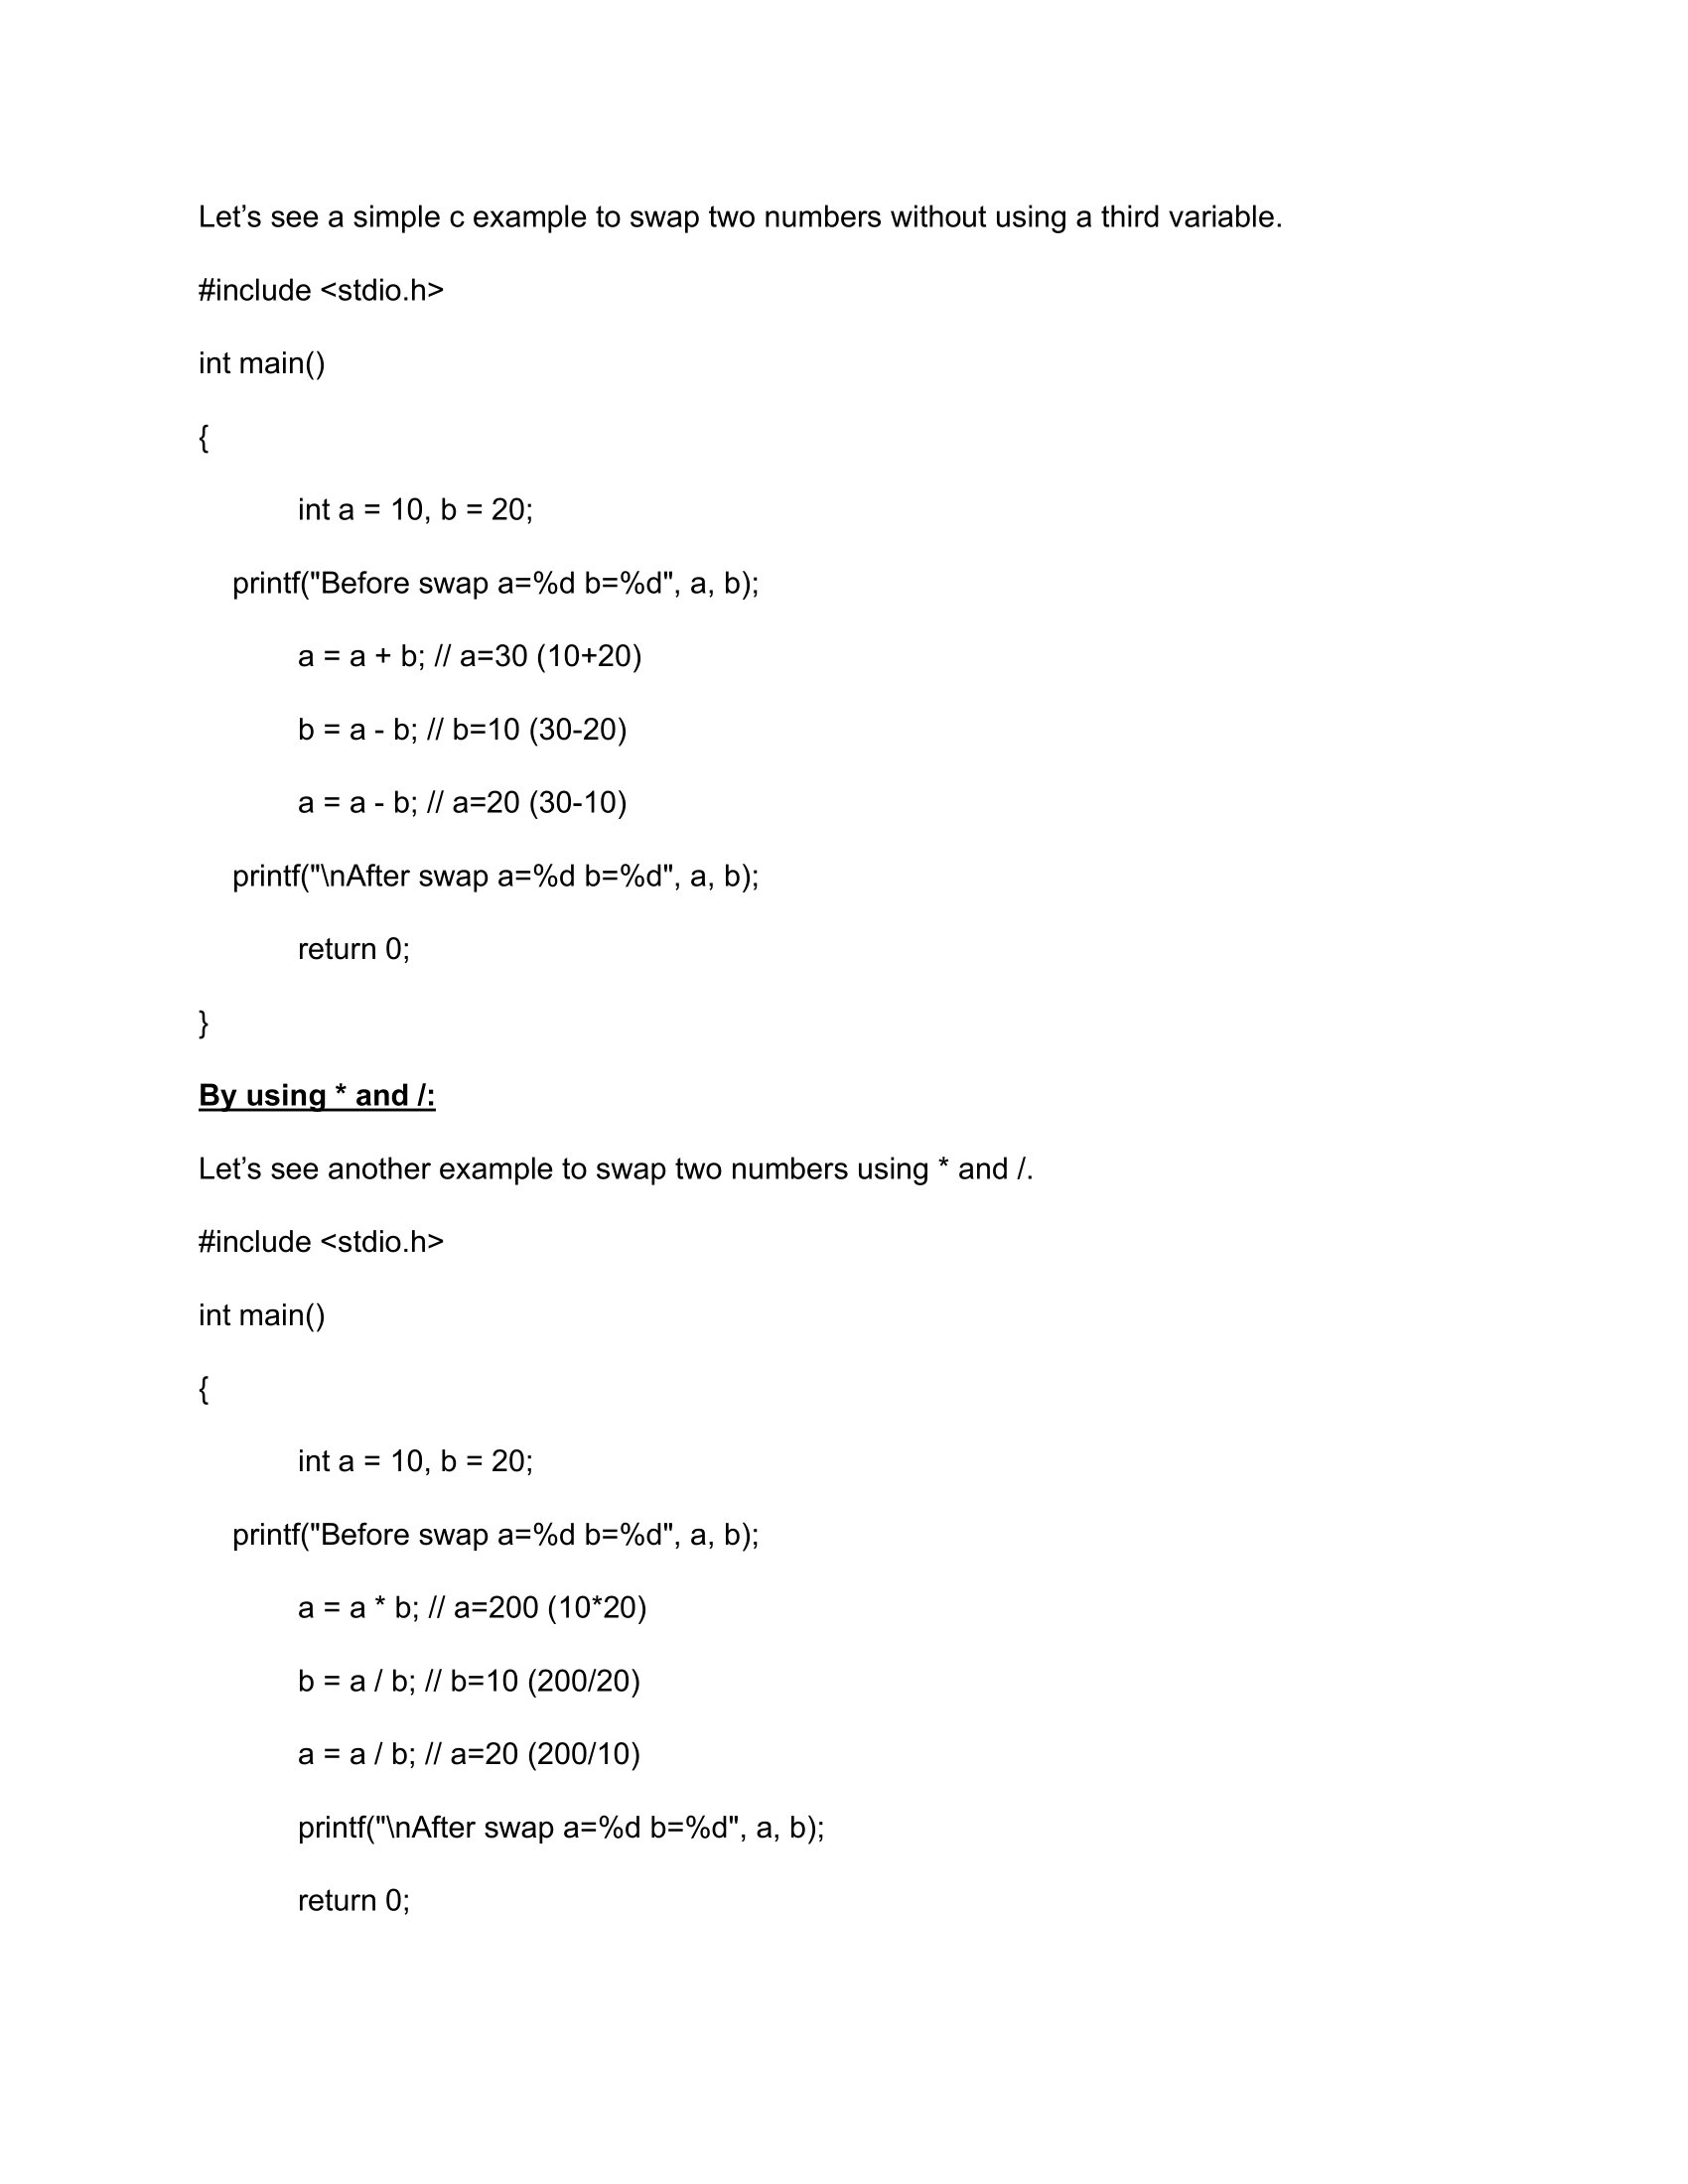 Let’s see a simple c example to swap two numbers without using a third variable.
#include <stdio.h>
int main()
{
int a = 10, b = 20;
printf("Before swap a=%d b=%d", a, b);
a = a + b; // a=30 (10+20)
b = a - b; // b=10 (30-20)
a = a - b; // a=20 (30-10)
printf("\nAfter swap a=%d b=%d", a, b);
return 0;
}
By using * and /:
Let’s see another example to swap two numbers using * and /.
#include <stdio.h>
int main()
{
int a = 10, b = 20;
printf("Before swap a=%d b=%d", a, b);
a = a * b; // a=200 (10*20)
b = a / b; // b=10 (200/20)
a = a / b; // a=20 (200/10)
printf("\nAfter swap a=%d b=%d", a, b);
return 0;